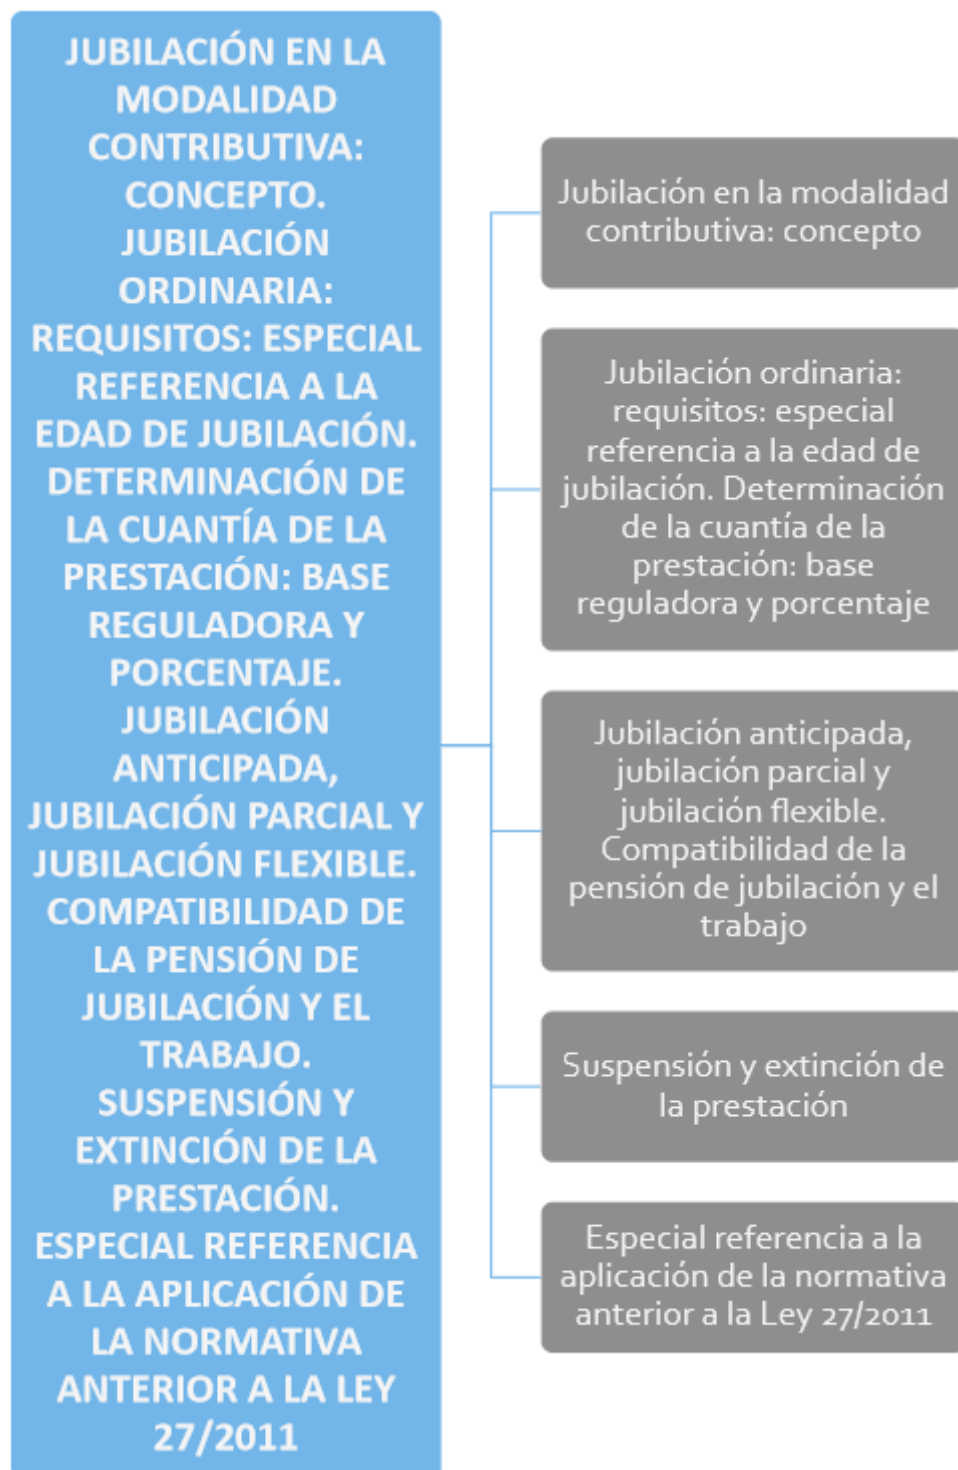 JUBILACIÓN EN LA
MODALIDAD
CONTRIBUTIVA:
CONCEPTO.
JUBILACIÓN
ORDINARIA:
REQUISITOS: ESPECIAL
REFERENCIA A LA
EDAD DE JUBILACIÓN.
DETERMINACIÓN DE
LA CUANTÍA DE LA
PRESTACIÓN: BASE
REGULADORA Y
PORCENTAJE.
JUBILACIÓN
ANTICIPADA,
JUBILACIÓN PARCIAL Y
JUBILACIÓN FLEXIBLE.
COMPATIBILIDAD DE
LA PENSIÓN DE
JUBILACIÓN Y EL
TRABAJO.
SUSPENSIÓN Y
EXTINCIÓN DE LA
PRESTACIÓN.
ESPECIAL REFERENCIA
A LA APLICACIÓN DE
LA NORMATIVA
ANTERIOR A LA LEY
27/2011
Jubilación en la modalidad
contributiva: concepto
Jubilación ordinaria:
requisitos: especial
referencia a la edad de
jubilación. Determinación
de la cuantía de la
prestación: base
reguladora y porcentaje
Jubilación anticipada,
jubilación parcial y
jubilación flexible.
Compatibilidad de la
pensión de jubilación y el
trabajo
Suspensión y extinción de
la prestación
Especial referencia a la
aplicación de la normativa
anterior a la Ley 27/2011